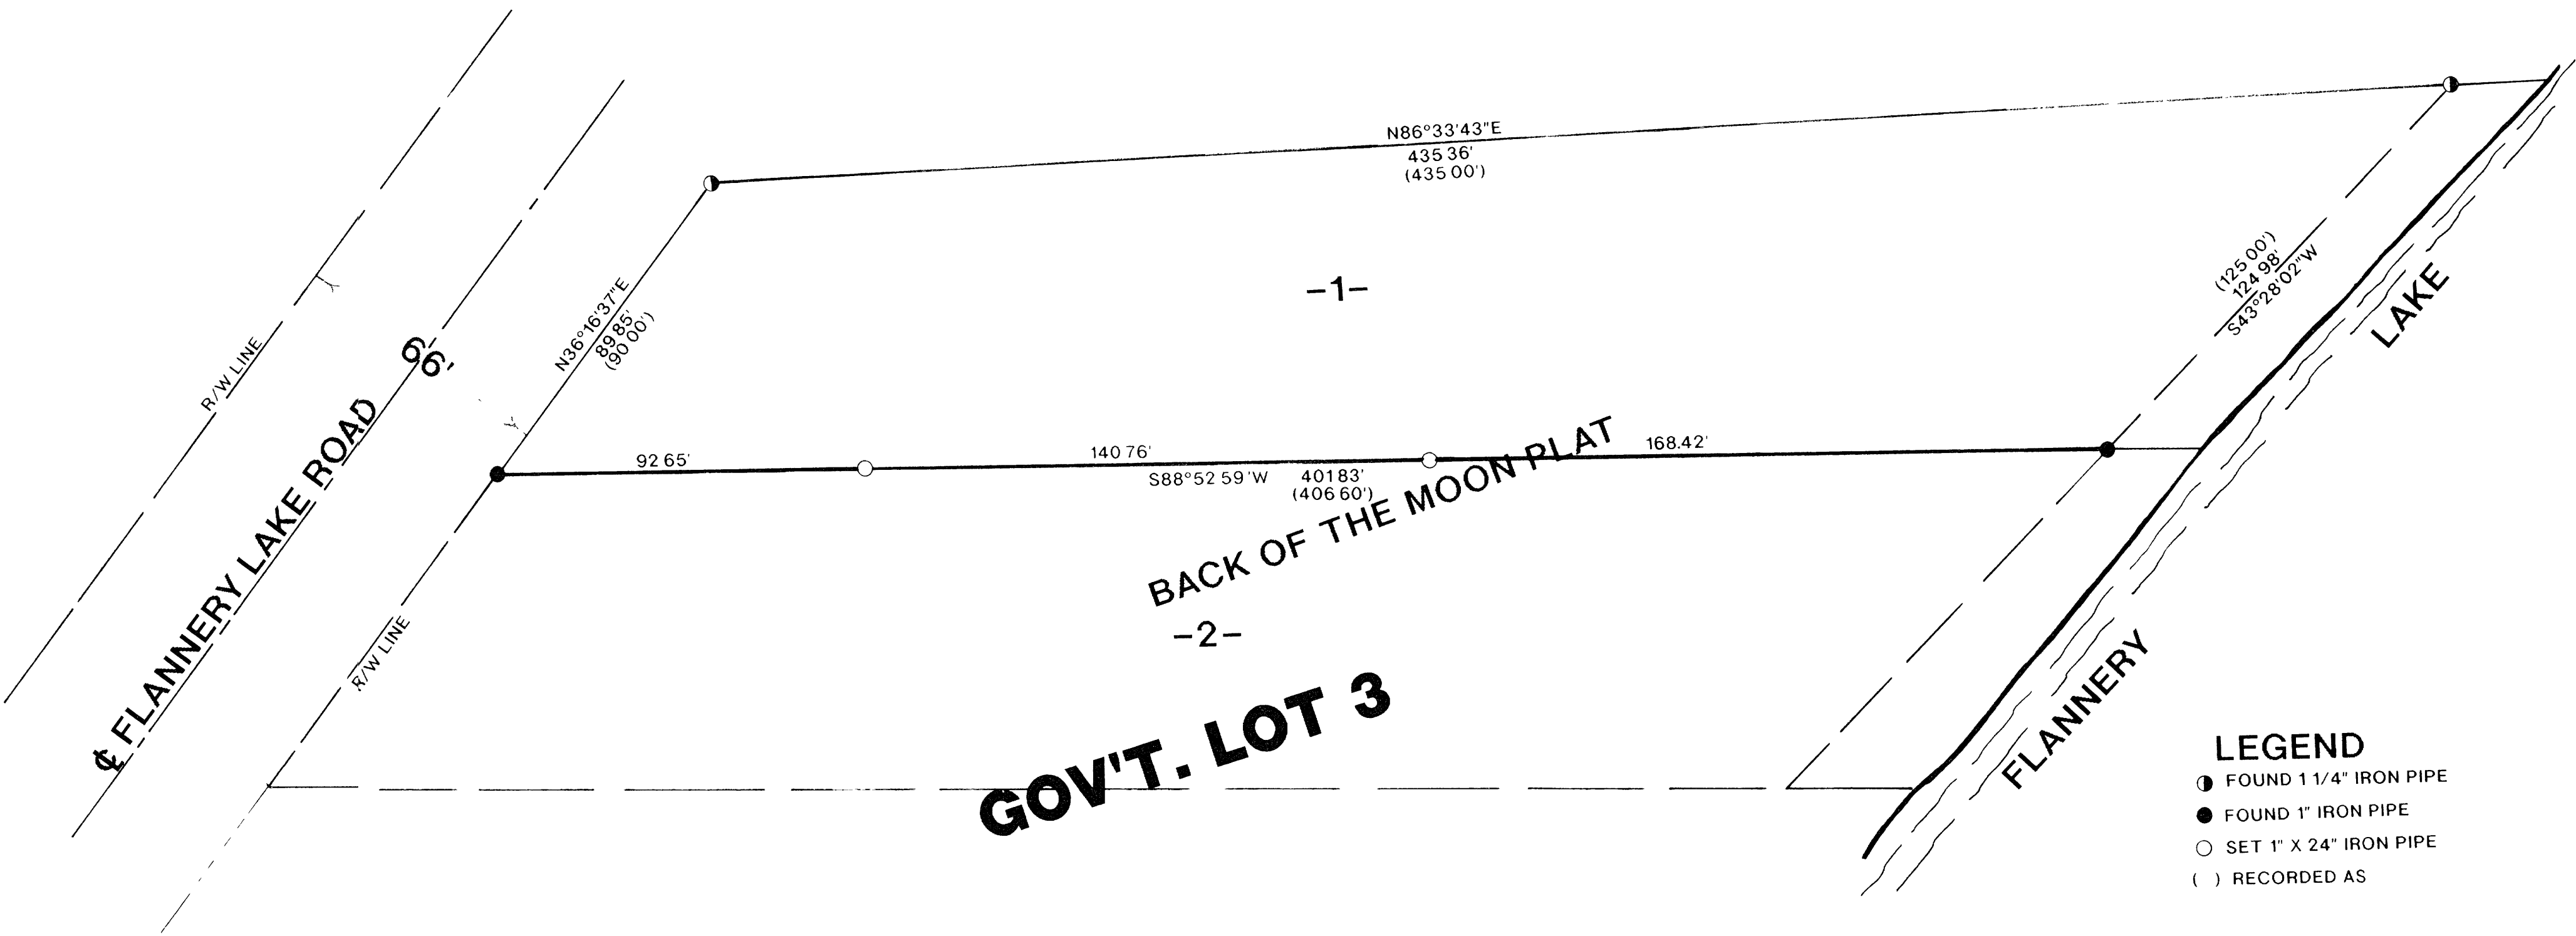 N86°33'43"E
435 36'
(435 00')
N36°16'37"E
89 85'
(90 00')
-1-
(125 00')
124 98'
S43°28'02"W
R/W LINE
66'
℄ FLANNERY LAKE ROAD
R/W LINE
92 65'
140 76'
168.42'
S88°52 59'W 401 83'
(406 60')
BACK OF THE MOON PLAT
-2-
GOV'T. LOT 3
FLANNERY LAKE
LEGEND
FOUND 1 1/4" IRON PIPE
FOUND 1" IRON PIPE
SET 1" X 24" IRON PIPE
( ) RECORDED AS